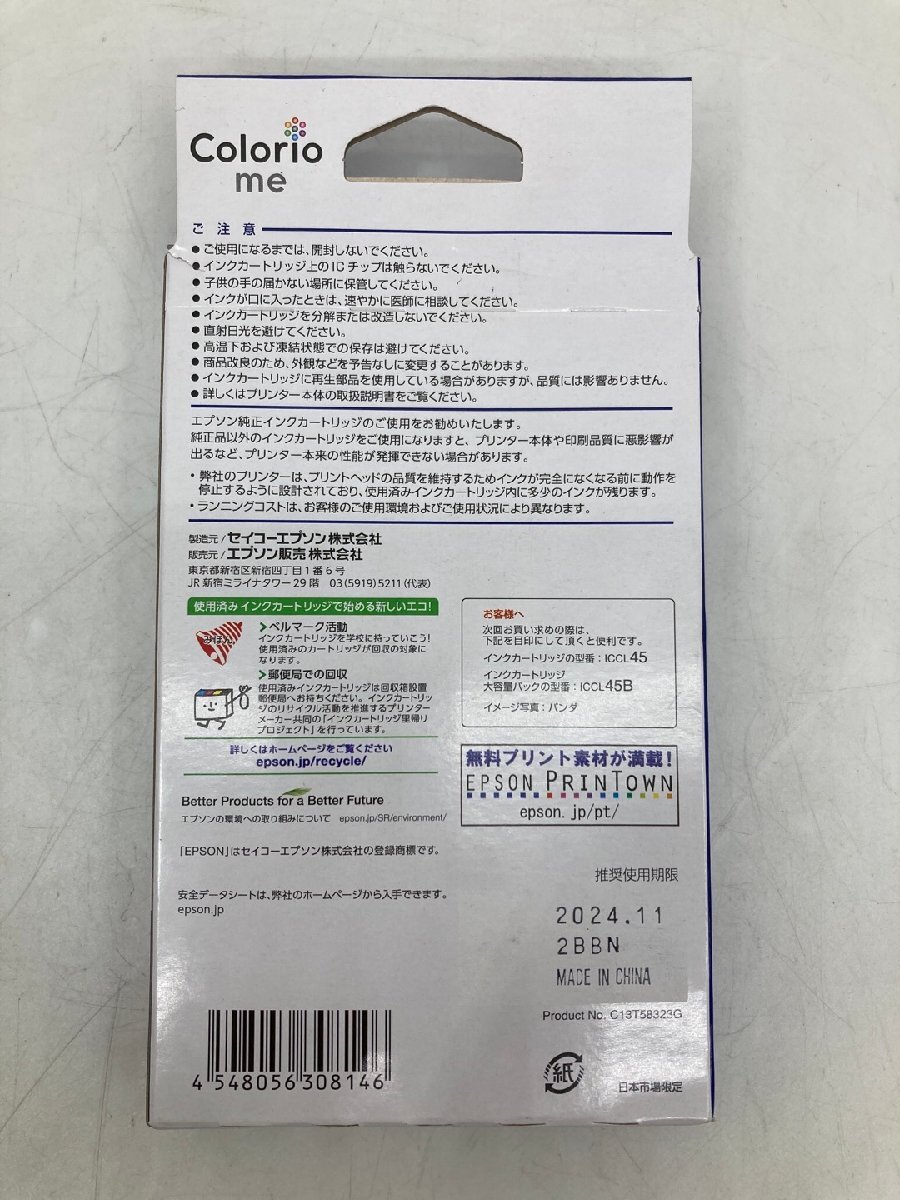 Colorio
me
ご注意
●ご使用になるまでは、開封しないでください。
●インクカートリッジ上のICチップは触らないでください。
●子供の手の届かない場所に保管してください。
●インクが口に入ったときは、速やかに医師に相談してください。
●インクカートリッジを分解または改造しないでください。
●直射日光を避けてください。
●高温下および凍結状態での保存は避けてください。
●商品改良のため、外観などを予告なしに変更することがあります。
●インクカートリッジに再生部品を使用している場合がありますが、品質には影響ありません。
●詳しくはプリンター本体の取扱説明書をご覧ください。
エプソン純正インクカートリッジのご使用をお勧めいたします。
純正品以外のインクカートリッジをご使用になりますと、プリンター本体や印刷品質に悪影響が
出るなど、プリンター本来の性能が発揮できない場合があります。
・弊社のプリンターは、プリントヘッドの品質を維持するためインクが完全になくなる前に動作を
停止するように設計されており、使用済みインクカートリッジ内に多少のインクが残ります。
・ランニングコストは、お客様のご使用環境およびご使用状況により異なります。
製造元/セイコーエプソン株式会社
販売元/エプソン販売株式会社
東京都新宿区新宿四丁目1番6号
JR新宿ミライナタワー29階 03(5919)5211(代表)
使用済みインクカートリッジで始める新しいエコ!
みほん
>ベルマーク活動
インクカートリッジを学校に持っていこう!
使用済みのカートリッジが回収の対象に
なります。
>郵便局での回収
使用済みインクカートリッジは回収箱設置
郵便局へお持ちください。インクカートリッ
ジのリサイクル活動を推進するプリンター
メーカー共同の「インクカートリッジ里帰り
プロジェクト」を行っています。
詳しくはホームページをご覧ください
epson.jp/recycle/
Better Products for a Better Future
エプソンの環境への取り組みについて epson.jp/SR/environment/
「EPSON」はセイコーエプソン株式会社の登録商標です。
安全データシートは、弊社のホームページから入手できます。
epson.jp
お客様へ
次回お買い求めの際は、
下記を目印にして頂くと便利です。
インクカートリッジの型番:ICCL45
インクカートリッジ
大容量パックの型番:ICCL45B
イメージ写真:パンダ
無料プリント素材が満載!
EPSON PRINTOWN
epson.jp/pt/
推奨使用期限
2024.11
2BBN
MADE IN CHINA
Product No. C13T58323G
4 548056 308146
紙
日本市場限定